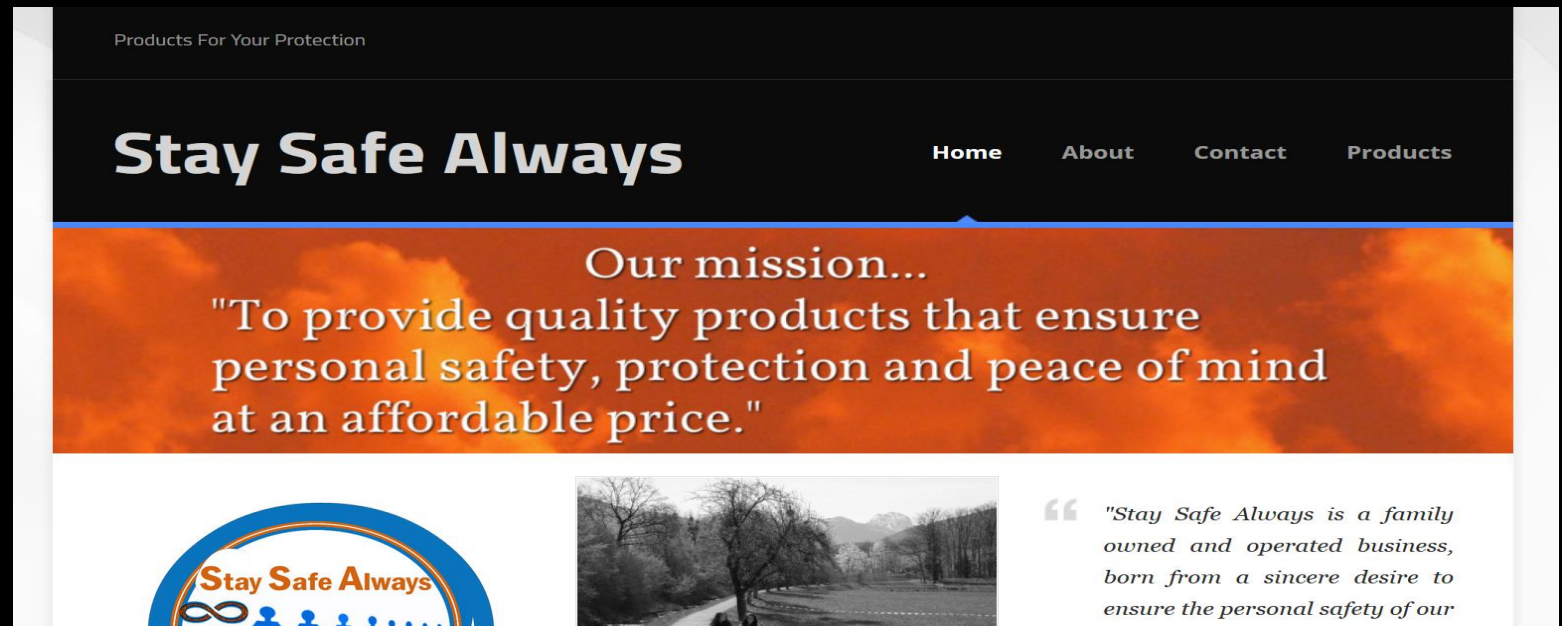 Products For Your Protection
Stay Safe Always
Home About Contact Products
Our mission...
"To provide quality products that ensure
personal safety, protection and peace of mind
at an affordable price."
Stay Safe Always
"Stay Safe Always is a family
owned and operated business,
born from a sincere desire to
ensure the personal safety of our